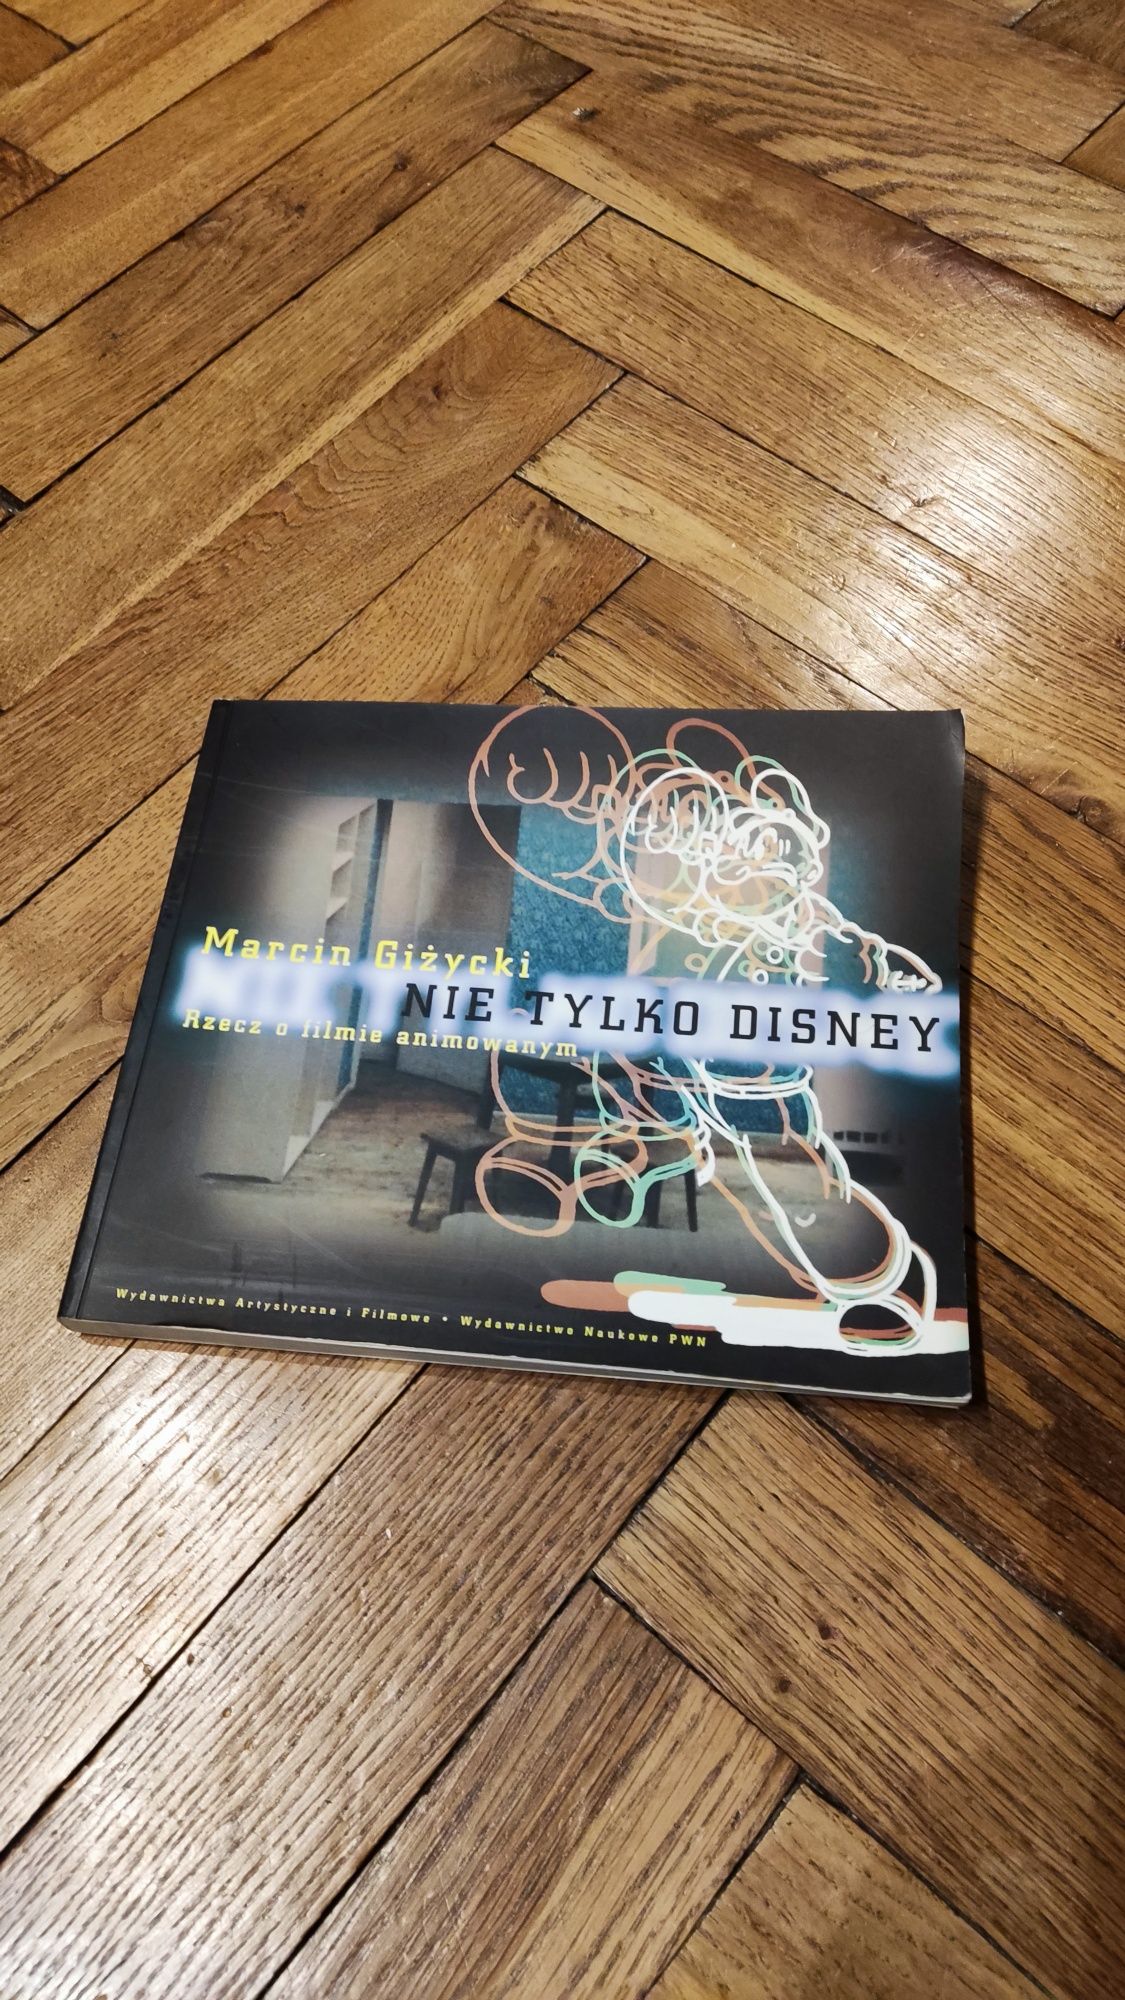 Marcin Giżycki
NIE TYLKO DISNEY
Rzecz o filmie animowanym
Wydawnictwa Artystyczne i Filmowe • Wydawnictwo Naukowe PWN